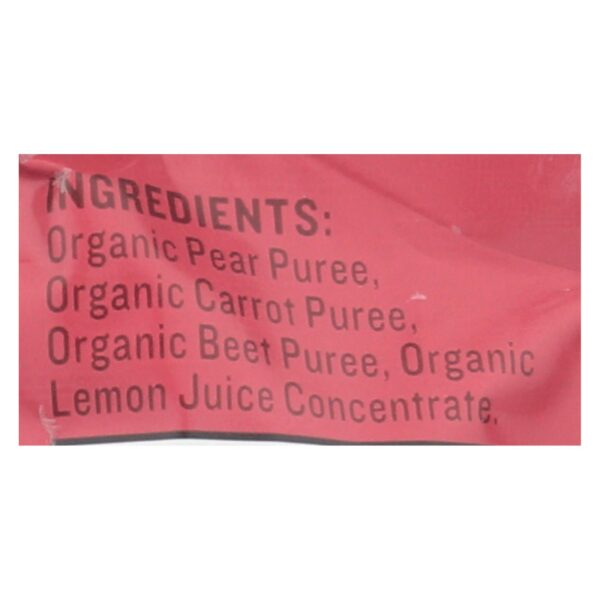 INGREDIENTS:
Organic Pear Puree,
Organic Carrot Puree,
Organic Beet Puree, Organic
Lemon Juice Concentrate.